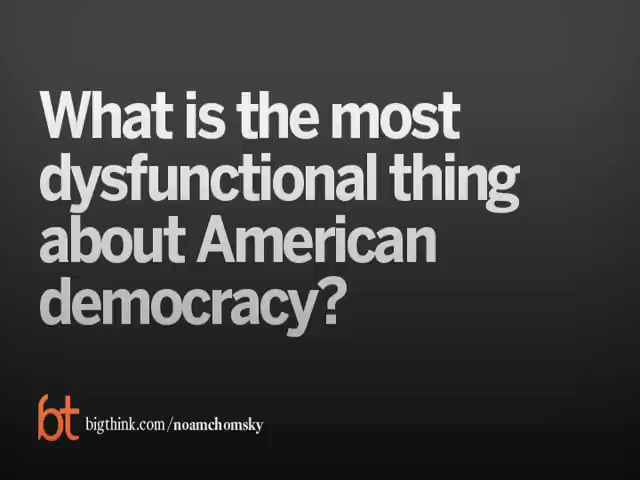 What is the most
dysfunctional thing
about American
democracy?
bt bigthink.com/noamchomsky